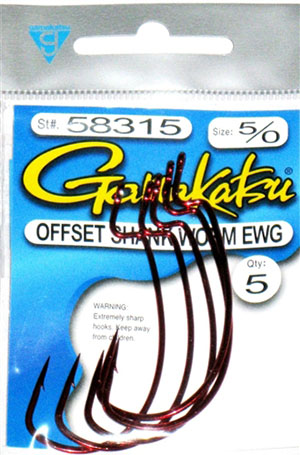 gamakatsu
St#. 58315 Size: 5/0
Gamakatsu®
OFFSET SHANK WORM EWG
Qty:
5
WARNING:
Extremely sharp
hooks. Keep away
from children.